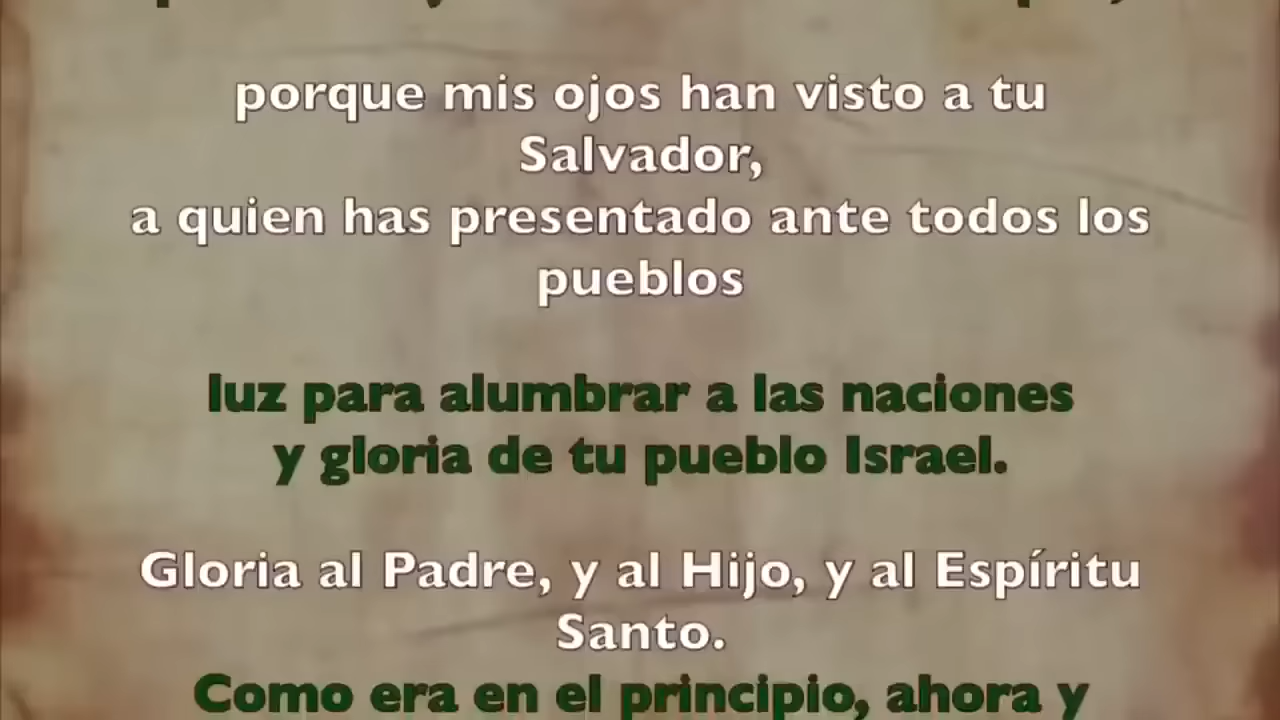 porque mis ojos han visto a tu
Salvador,
a quien has presentado ante todos los
pueblos
luz para alumbrar a las naciones
y gloria de tu pueblo Israel.
Gloria al Padre, y al Hijo, y al Espíritu
Santo.
Como era en el principio, ahora y